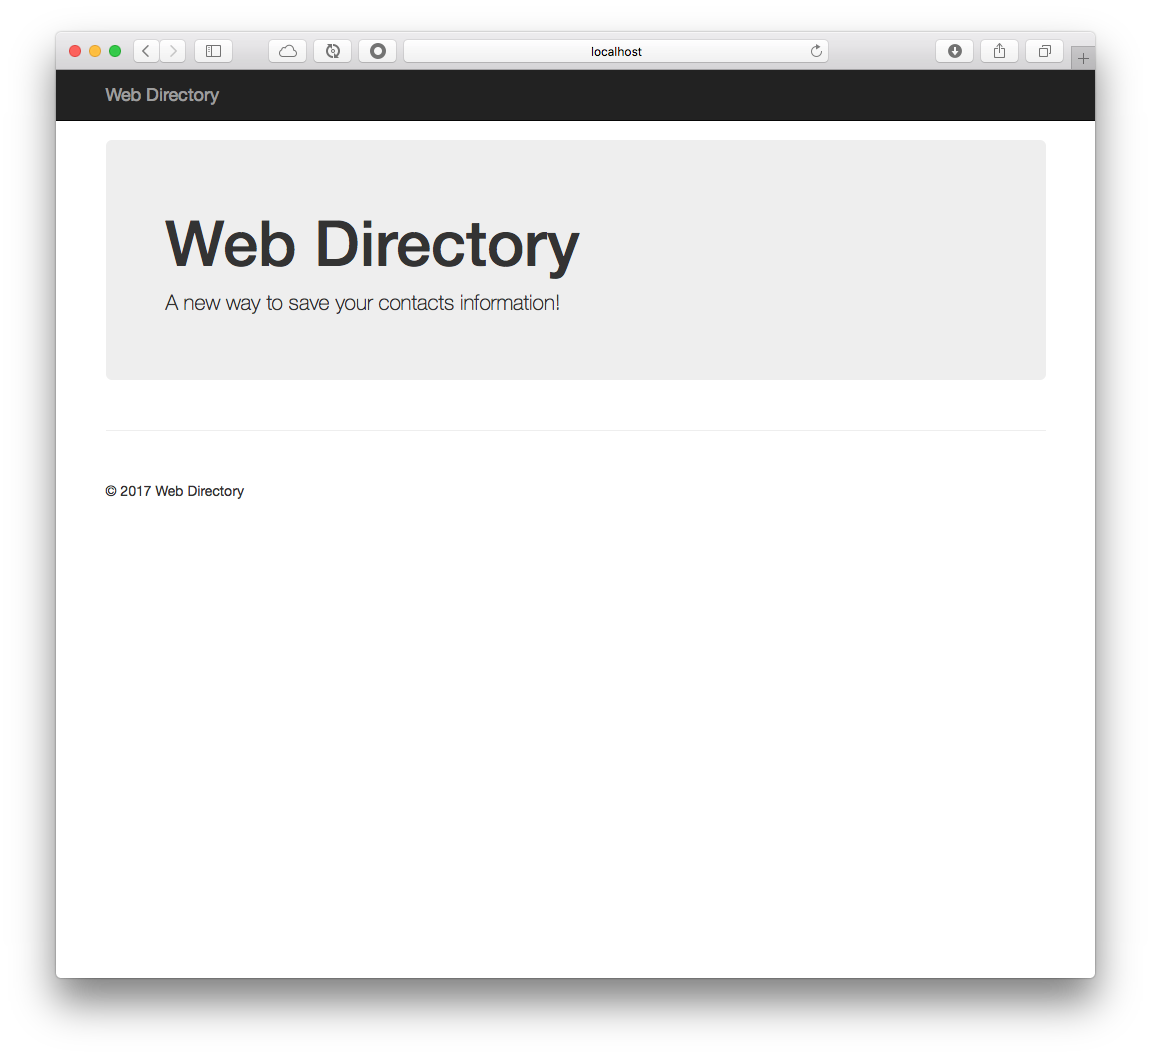 localhost
Web Directory
Web Directory
A new way to save your contacts information!
© 2017 Web Directory